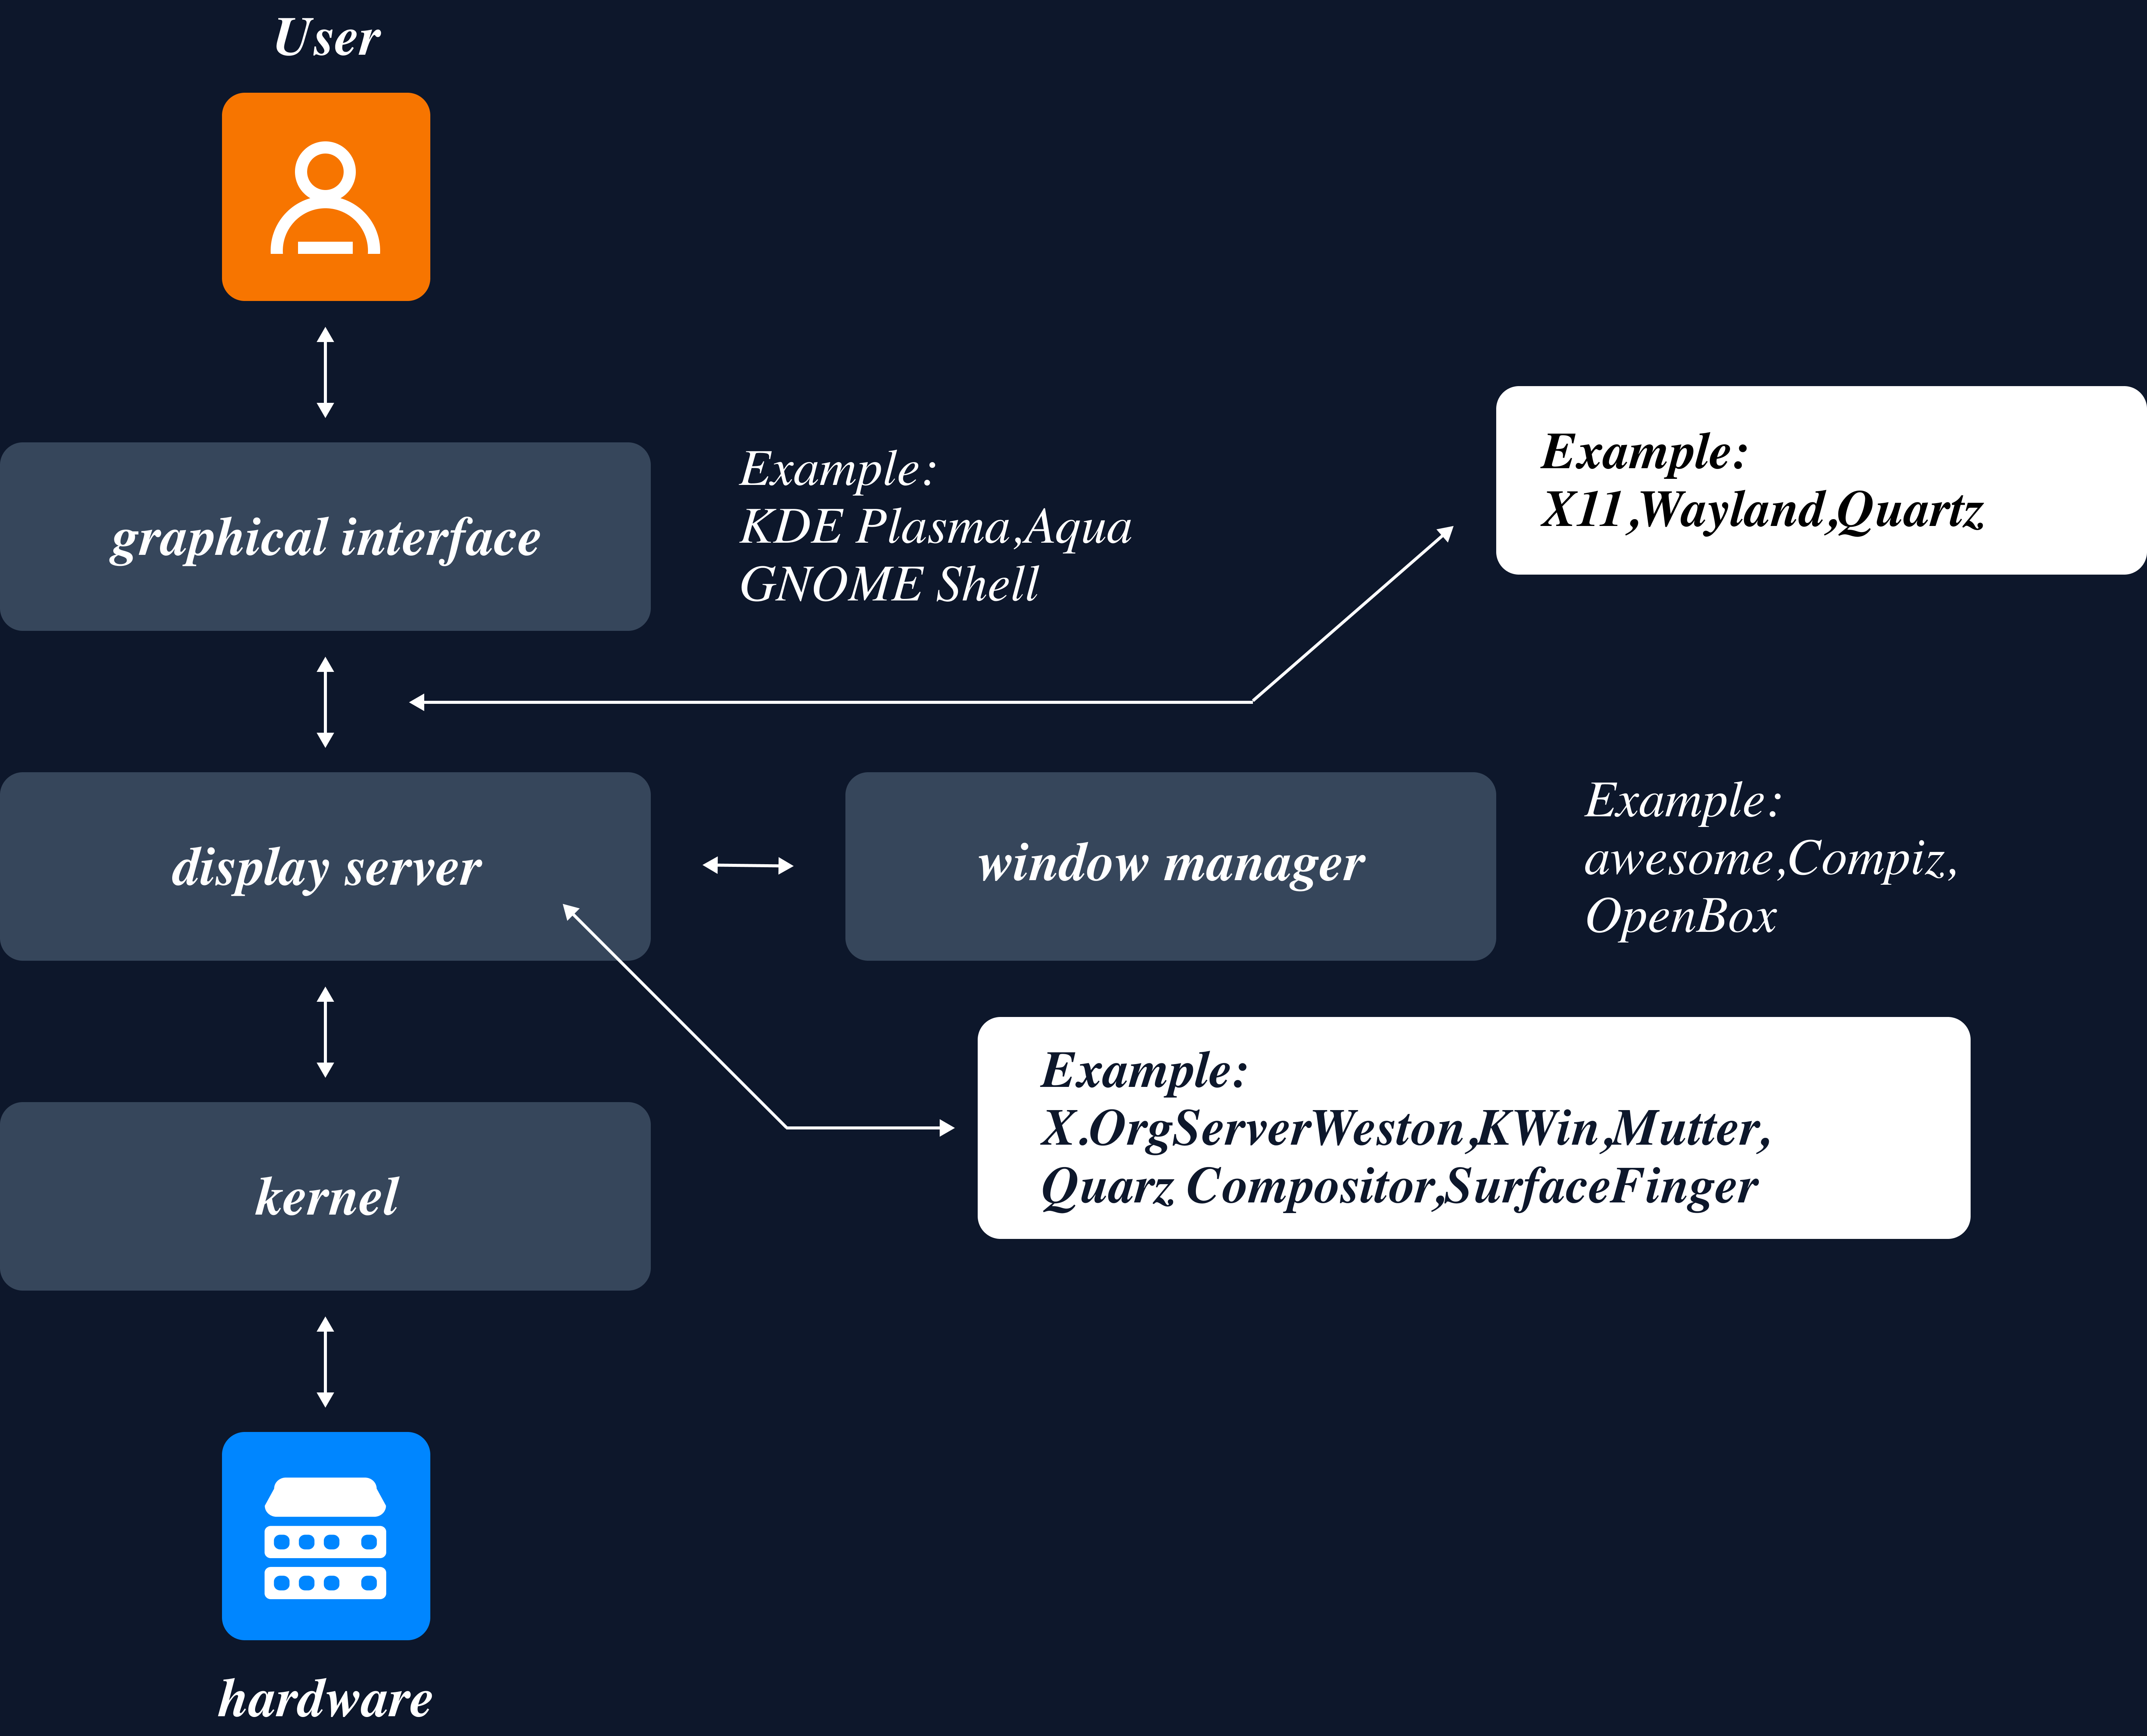 User
graphical interface
Example:
KDE Plasma,Aqua
GNOME Shell
Example:
X11,Wayland,Quartz
display server
window manager
Example:
awesome,Compiz,
OpenBox
Example:
X.OrgServerWeston,KWin,Mutter,
Quarz Compositor,SurfaceFinger
kernel
hardware